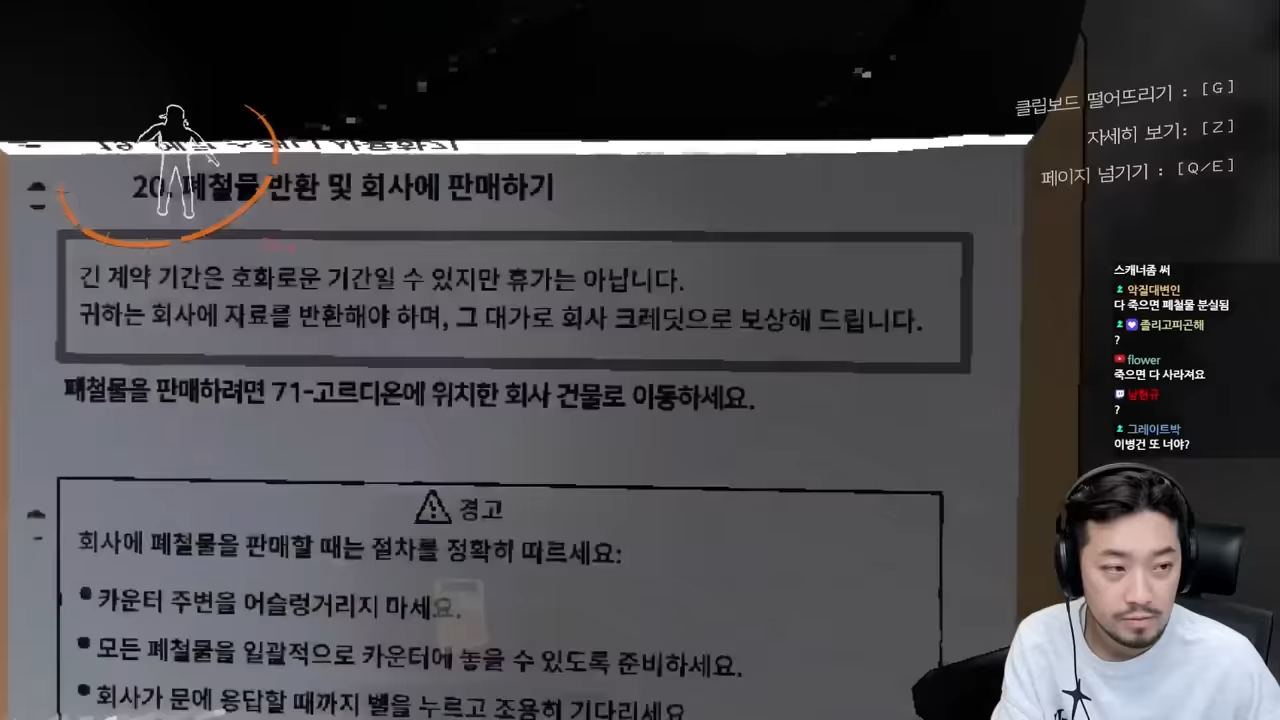 클립보드 떨어뜨리기 : [G]
자세히 보기: [Z]
페이지 넘기기 : [Q/E]
20. 폐철물 반환 및 회사에 판매하기
긴 계약 기간은 호화로운 기간일 수 있지만 휴가는 아닙니다.
귀하는 회사에 자료를 반환해야 하며, 그 대가로 회사 크레딧으로 보상해 드립니다.
폐철물을 판매하려면 71-고르디온에 위치한 회사 건물로 이동하세요.
경고
회사에 폐철물을 판매할 때는 절차를 정확히 따르세요:
• 카운터 주변을 어슬렁거리지 마세요.
• 모든 폐철물을 일괄적으로 카운터에 놓을 수 있도록 준비하세요.
• 회사가 문에 응답할 때까지 벨을 누르고 조용히 기다리세요
스캐너좀 써
악질대변인
다 죽으면 폐철물 분실됨
졸리고피곤해
?
flower
죽으면 다 사라져요
남현규
?
그레이트박
이병건 또 너야?